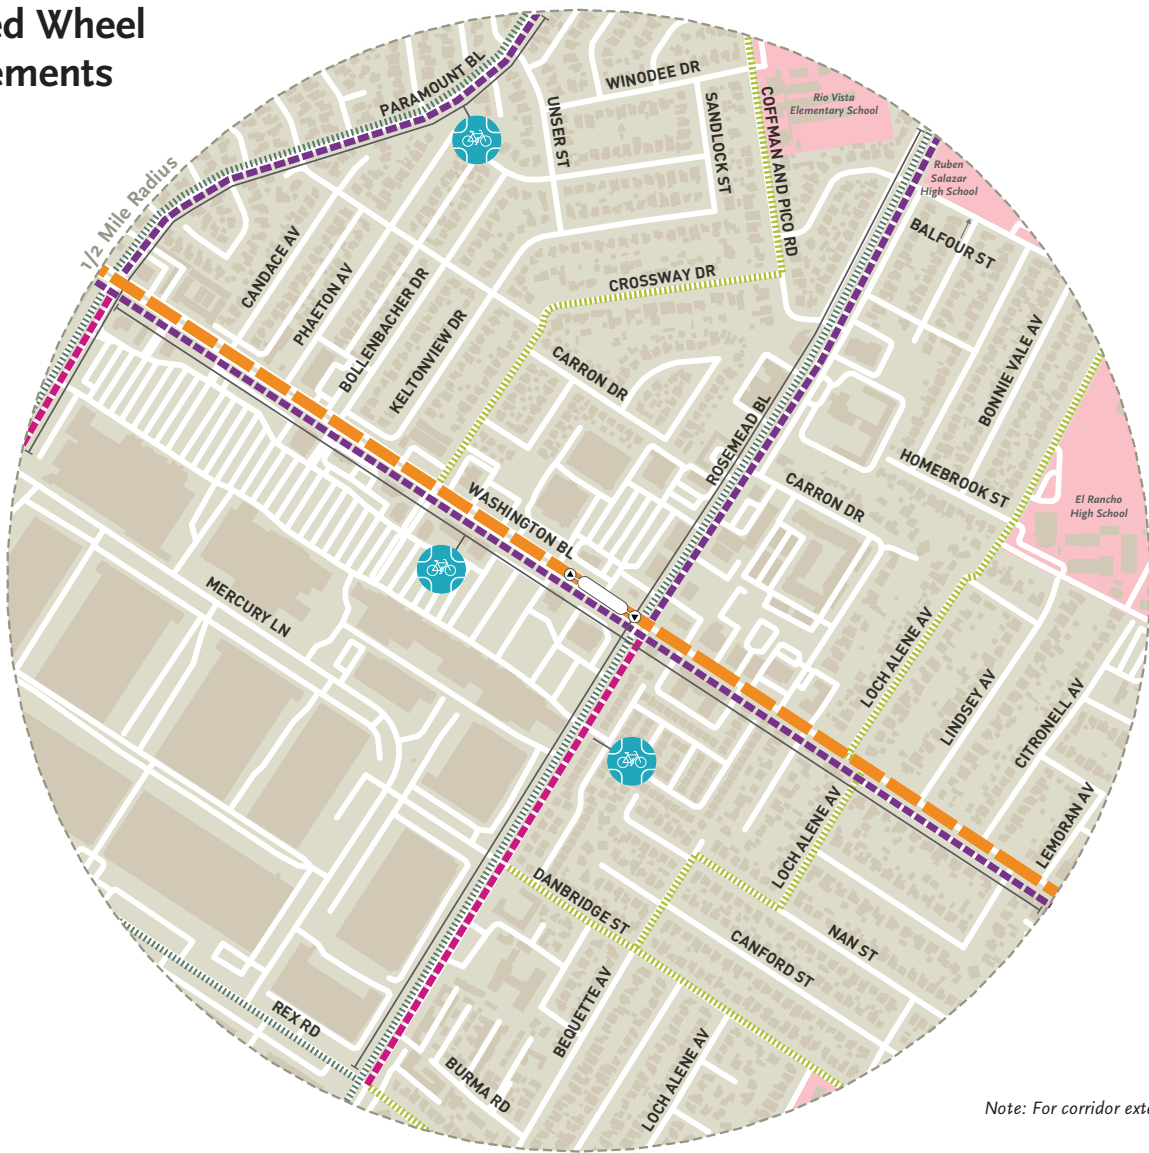 ed Wheel
ements
PARAMOUNT BL
WINODEE DR
UNSER ST
SANDLOCK ST
COFFMAN AND PICO RD
Rio Vista
Elementary School
Ruben
Salazar
High School
1/2 Mile Radius
BALFOUR ST
CANDACE AV
PHAETON AV
BOLLENBACHER DR
KELTONVIEW DR
CROSSWAY DR
CARRON DR
BONNIE VALE AV
ROSEMEAD BL
HOMEBROOK ST
CARRON DR
El Rancho
High School
WASHINGTON BL
MERCURY LN
LOCH ALENE AV
LINDSEY AV
CITRONELL AV
LOCH ALENE AV
LEMORAN AV
DANBRIDGE ST
CANFORD ST
NAN ST
BEQUETTE AV
REX RD
BURMA RD
LOCH ALENE AV
Note: For corridor exte